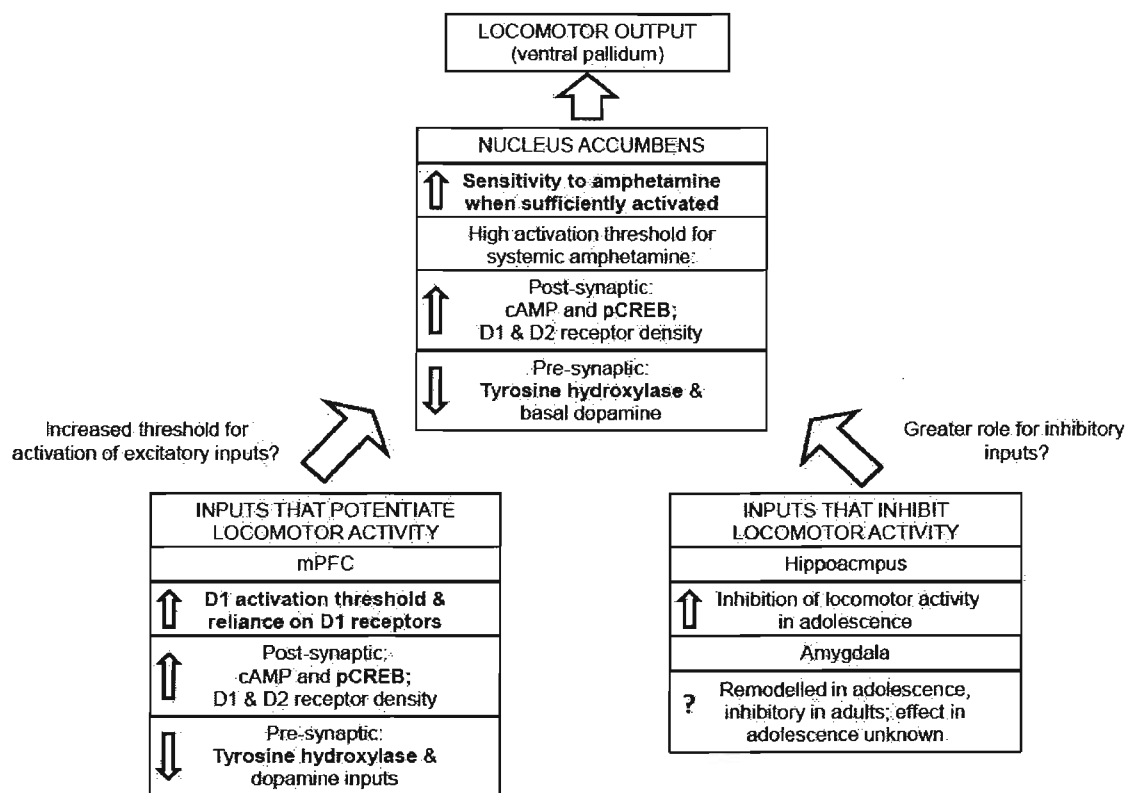 LOCOMOTOR OUTPUT
(ventral pallidum)
NUCLEUS ACCUMBENS
Sensitivity to amphetamine
when sufficiently activated
High activation threshold for
systemic amphetamine:
Post-synaptic:
cAMP and pCREB;
D1 & D2 receptor density
Pre-synaptic:
Tyrosine hydroxylase &
basal dopamine
Increased threshold for
activation of excitatory inputs?
Greater role for inhibitory
inputs?
INPUTS THAT POTENTIATE
LOCOMOTOR ACTIVITY
mPFC
D1 activation threshold &
reliance on D1 receptors
Post-synaptic;
cAMP and pCREB;
D1 & D2 receptor density
Pre-synaptic:
Tyrosine hydroxylase &
dopamine inputs
INPUTS THAT INHIBIT
LOCOMOTOR ACTIVITY
Hippoacmpus
Inhibition of locomotor activity
in adolescence
Amygdala
? Remodelled in adolescence,
inhibitory in adults; effect in
adolescence unknown